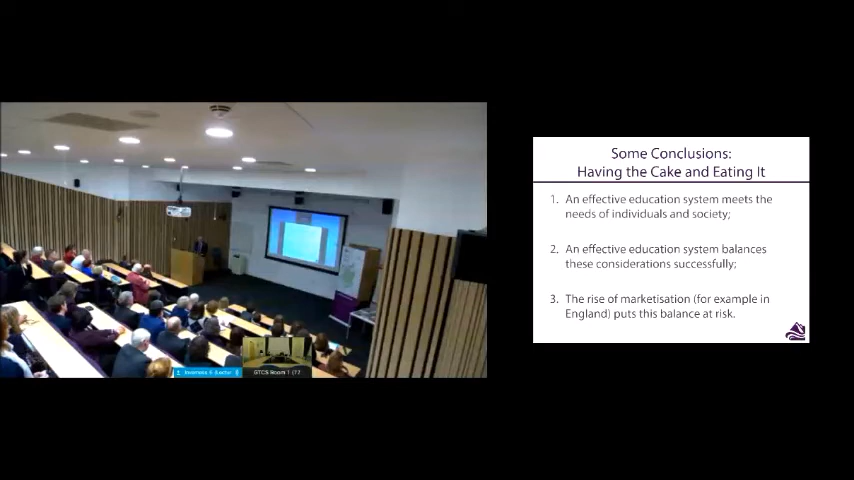 Some Conclusions:
Having the Cake and Eating It
1. An effective education system meets the
needs of individuals and society;
2. An effective education system balances
these considerations successfully;
3. The rise of marketisation (for example in
England) puts this balance at risk.
GTCS Room 1